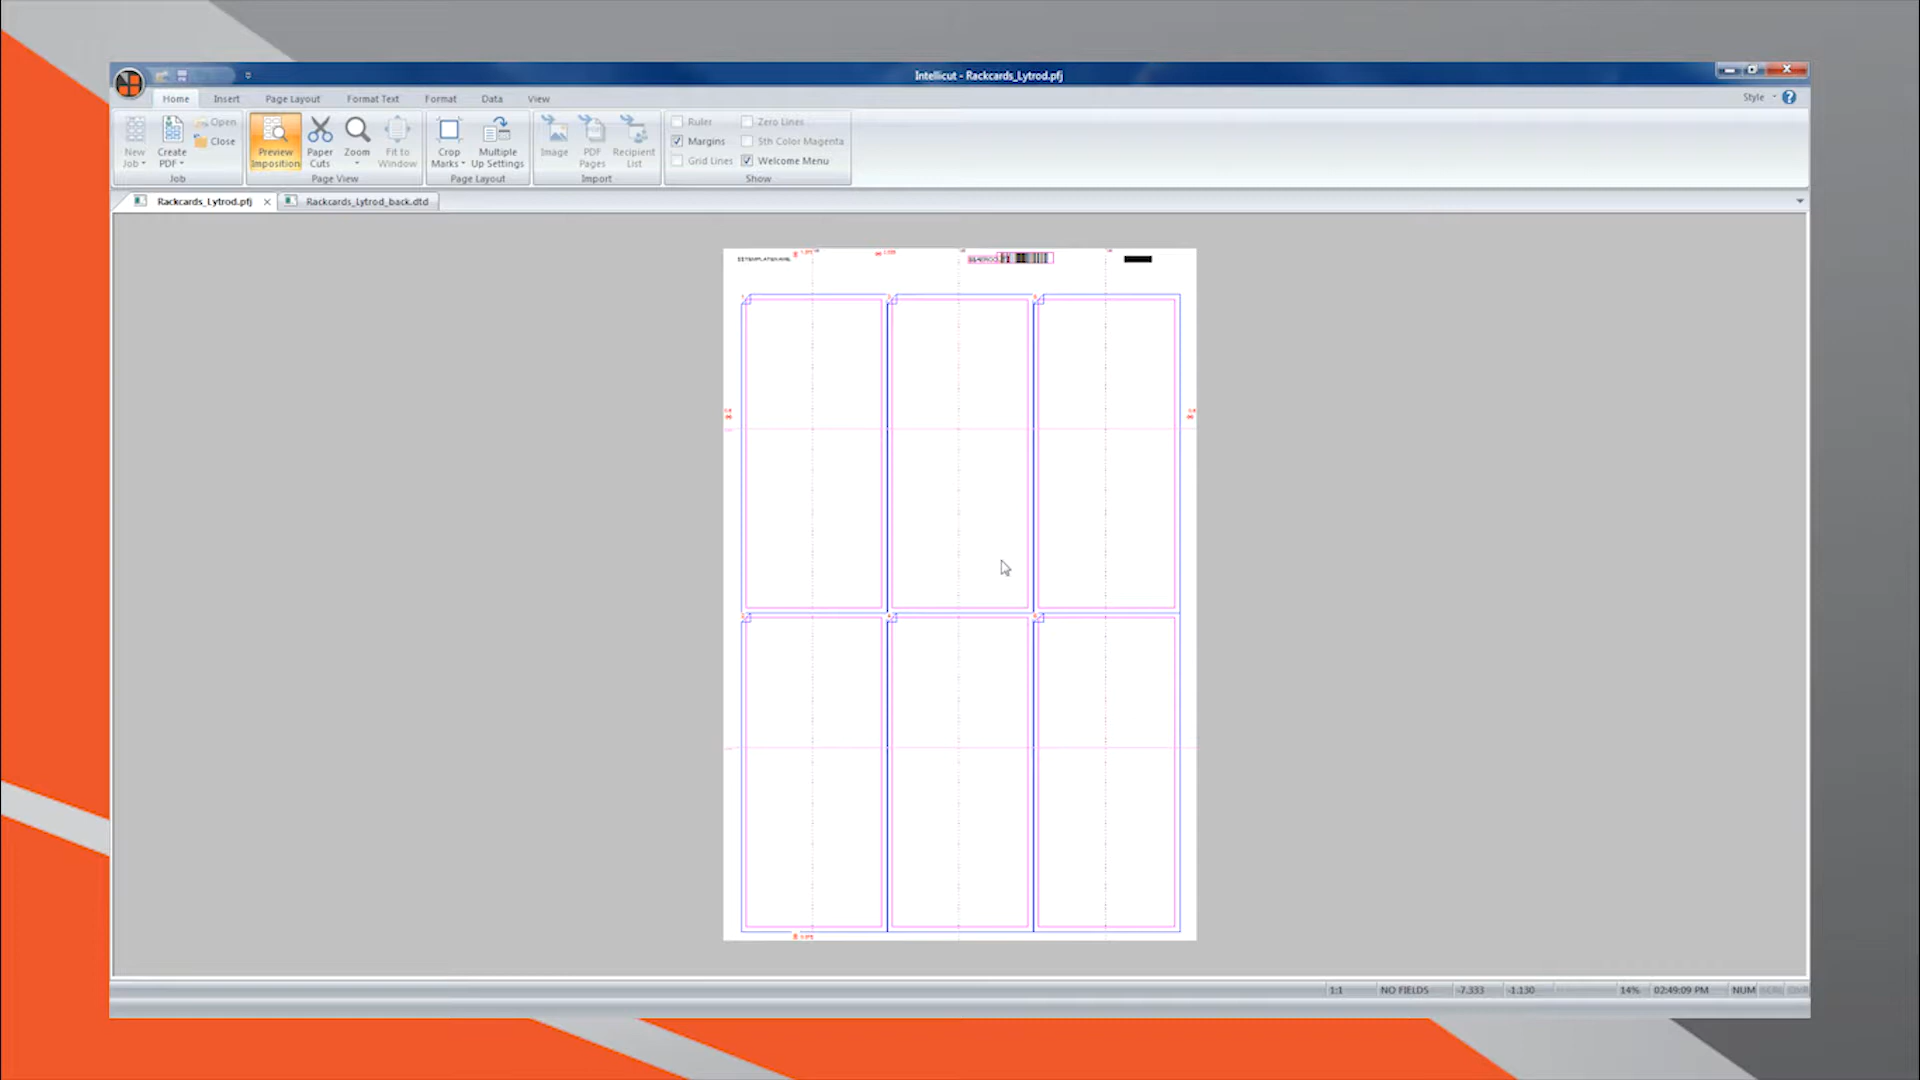 Intellicut - Rackcards_Lytrod.pfj
Home Insert Page Layout Format Text Format Data View
Style
New Job
Create PDF
Open
Close
Preview Imposition
Paper Cuts
Zoom
Fit to Window
Crop Marks
Multiple Up Settings
Image
PDF Pages
Recipient List
Ruler
Margins
Grid Lines
Zero Lines
5th Color Magenta
Welcome Menu
Job Page View Page Layout Import Show
Rackcards_Lytrod.pfj Rackcards_Lytrod_back.dtd
1:1 NO FIELDS -7.333 -1.130 14% 02:49:09 PM NUM